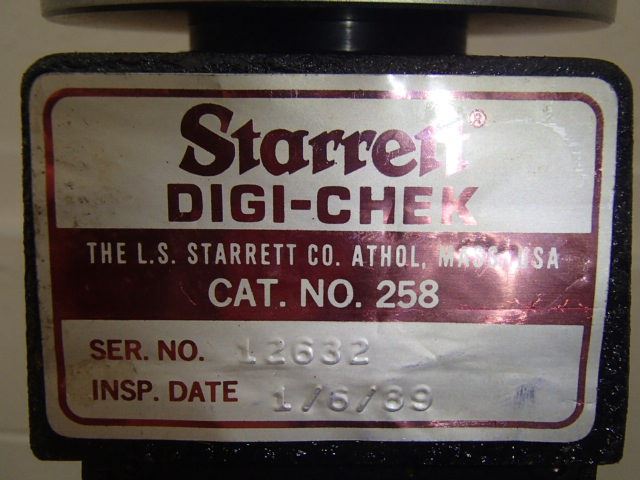 Starrett®
DIGI-CHEK
THE L.S. STARRETT CO. ATHOL, MASS. USA
CAT. NO. 258
SER. NO. 12632
INSP. DATE 1/6/89